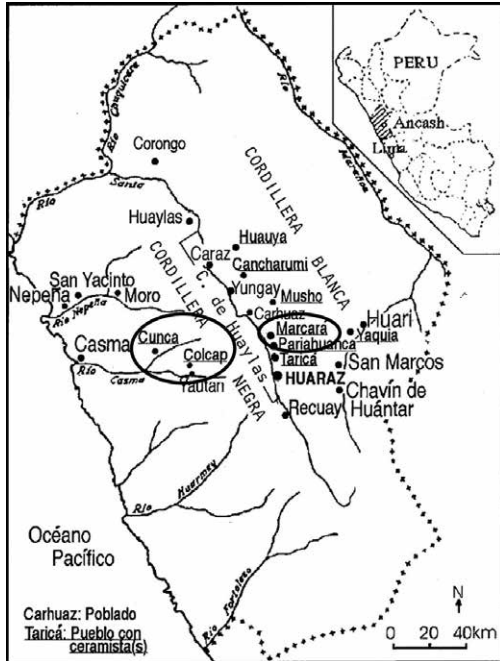 PERU
Ancash
Lima
Río Chuquicara
Río Marañon
Corongo
Río Santa
CORDILLERA BLANCA
Huaylas
CORDILLERA NEGRA
Huauya
Caraz
Cancharumi
C. de Huaylas
San Yacinto
Yungay
Musho
Nepeña
Moro
Río Nepeña
Carhuaz
Huari
Marcará
Yaquia
Cunca
Pariahuanca
Casma
Tarica
San Marcos
Colcap
HUARAZ
Río Casma
Yautari
Chavín de
Huántar
Recuay
Río Huarmey
Océano
Pacífico
Río Fortaleza
N
Carhuaz: Poblado
Taricá: Pueblo con
ceramista(s)
0 20 40km